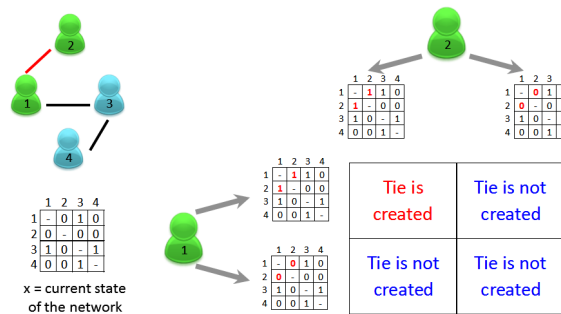 2
1
3
4
2
1 2 3 4
1 - 1 1 0
2 1 - 0 0
3 1 0 - 1
4 0 0 1 -
1 2 3
1 - 0 1
2 0 - 0
3 1 0 -
4 0 0 1
1 2 3 4
1 - 0 1 0
2 0 - 0 0
3 1 0 - 1
4 0 0 1 -
x = current state
of the network
1
1 2 3 4
1 - 1 1 0
2 1 - 0 0
3 1 0 - 1
4 0 0 1 -
1 2 3 4
1 - 0 1 0
2 0 - 0 0
3 1 0 - 1
4 0 0 1 -
Tie is
created
Tie is not
created
Tie is not
created
Tie is not
created